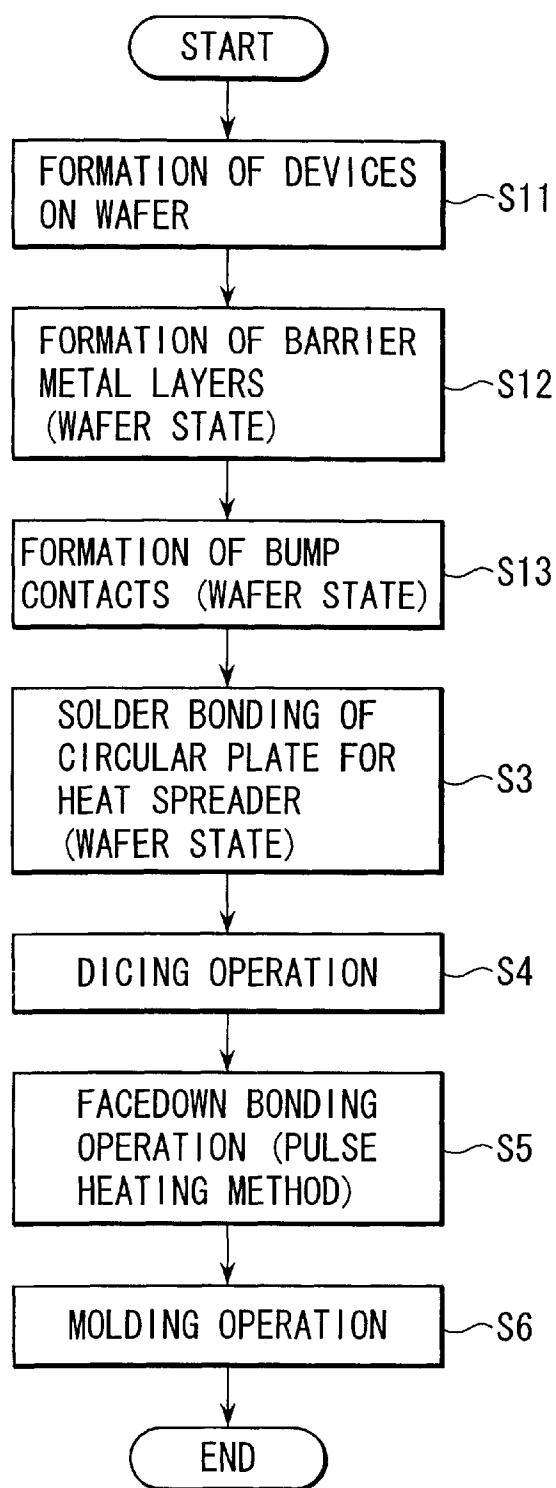 START
FORMATION OF DEVICES
ON WAFER
S11
FORMATION OF BARRIER
METAL LAYERS
(WAFER STATE)
S12
FORMATION OF BUMP
CONTACTS (WAFER STATE)
S13
SOLDER BONDING OF
CIRCULAR PLATE FOR
HEAT SPREADER
(WAFER STATE)
S3
DICING OPERATION
S4
FACEDOWN BONDING
OPERATION (PULSE
HEATING METHOD)
S5
MOLDING OPERATION
S6
END